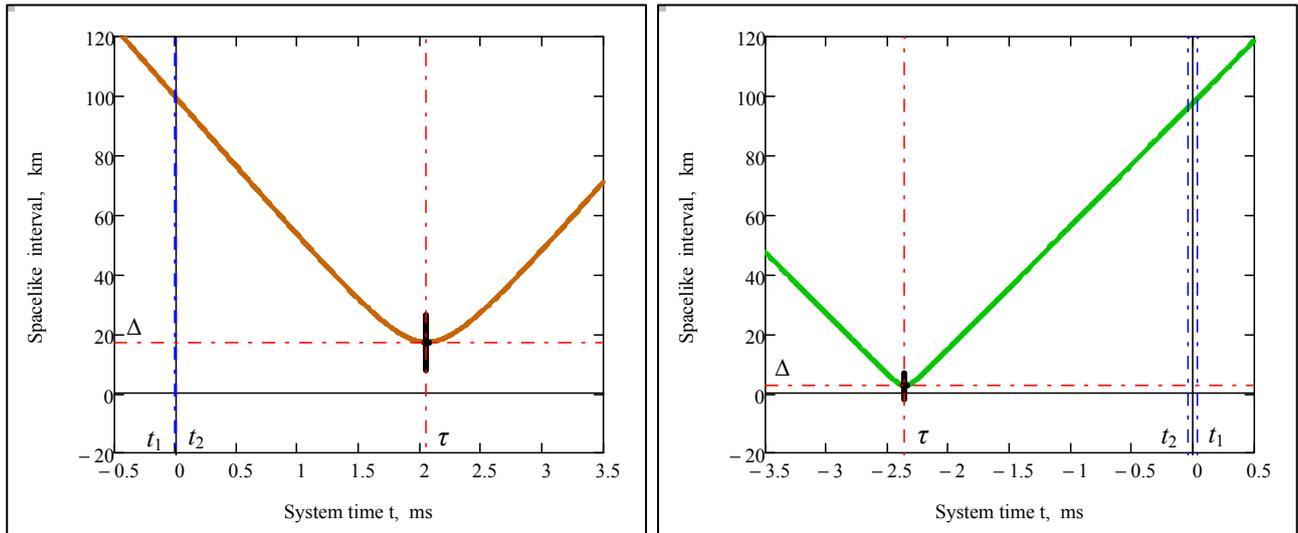 120
100
80
60
40
20
0
− 20
Spacelike interval, km
Δ
t1 t2 τ
− 0.5 0 0.5 1 1.5 2 2.5 3 3.5
System time t, ms
120
100
80
60
40
20
0
− 20
Spacelike interval, km
Δ
τ t2 t1
− 3.5 − 3 − 2.5 − 2 − 1.5 − 1 − 0.5 0 0.5
System time t, ms